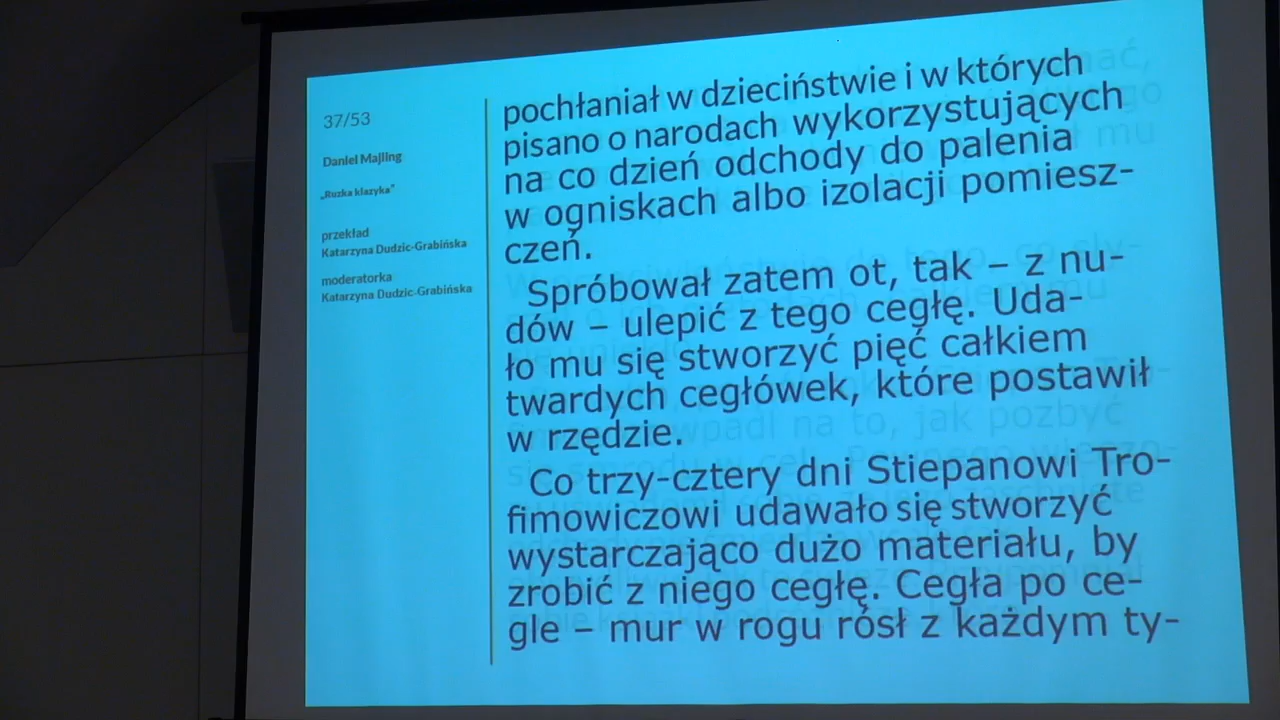 37/53
Daniel Majling
„Ruzka klazyka"
przekład
Katarzyna Dudzic-Grabińska
moderatorka
Katarzyna Dudzic-Grabińska
pochłaniał w dzieciństwie i w których
pisano o narodach wykorzystujących
na co dzień odchody do palenia
w ogniskach albo izolacji pomiesz-
czeń.
Spróbował zatem ot, tak – z nu-
dów – ulepić z tego cegłę. Uda-
ło mu się stworzyć pięć całkiem
twardych cegłówek, które postawił
w rzędzie.
Co trzy-cztery dni Stiepanowi Tro-
fimowiczowi udawało się stworzyć
wystarczająco dużo materiału, by
zrobić z niego cegłę. Cegła po ce-
gle – mur w rogu rósł z każdym ty-